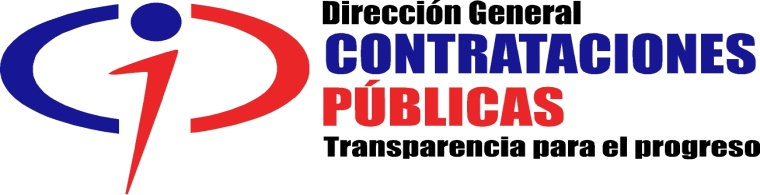 Dirección General
CONTRATACIONES
PÚBLICAS
Transparencia para el progreso